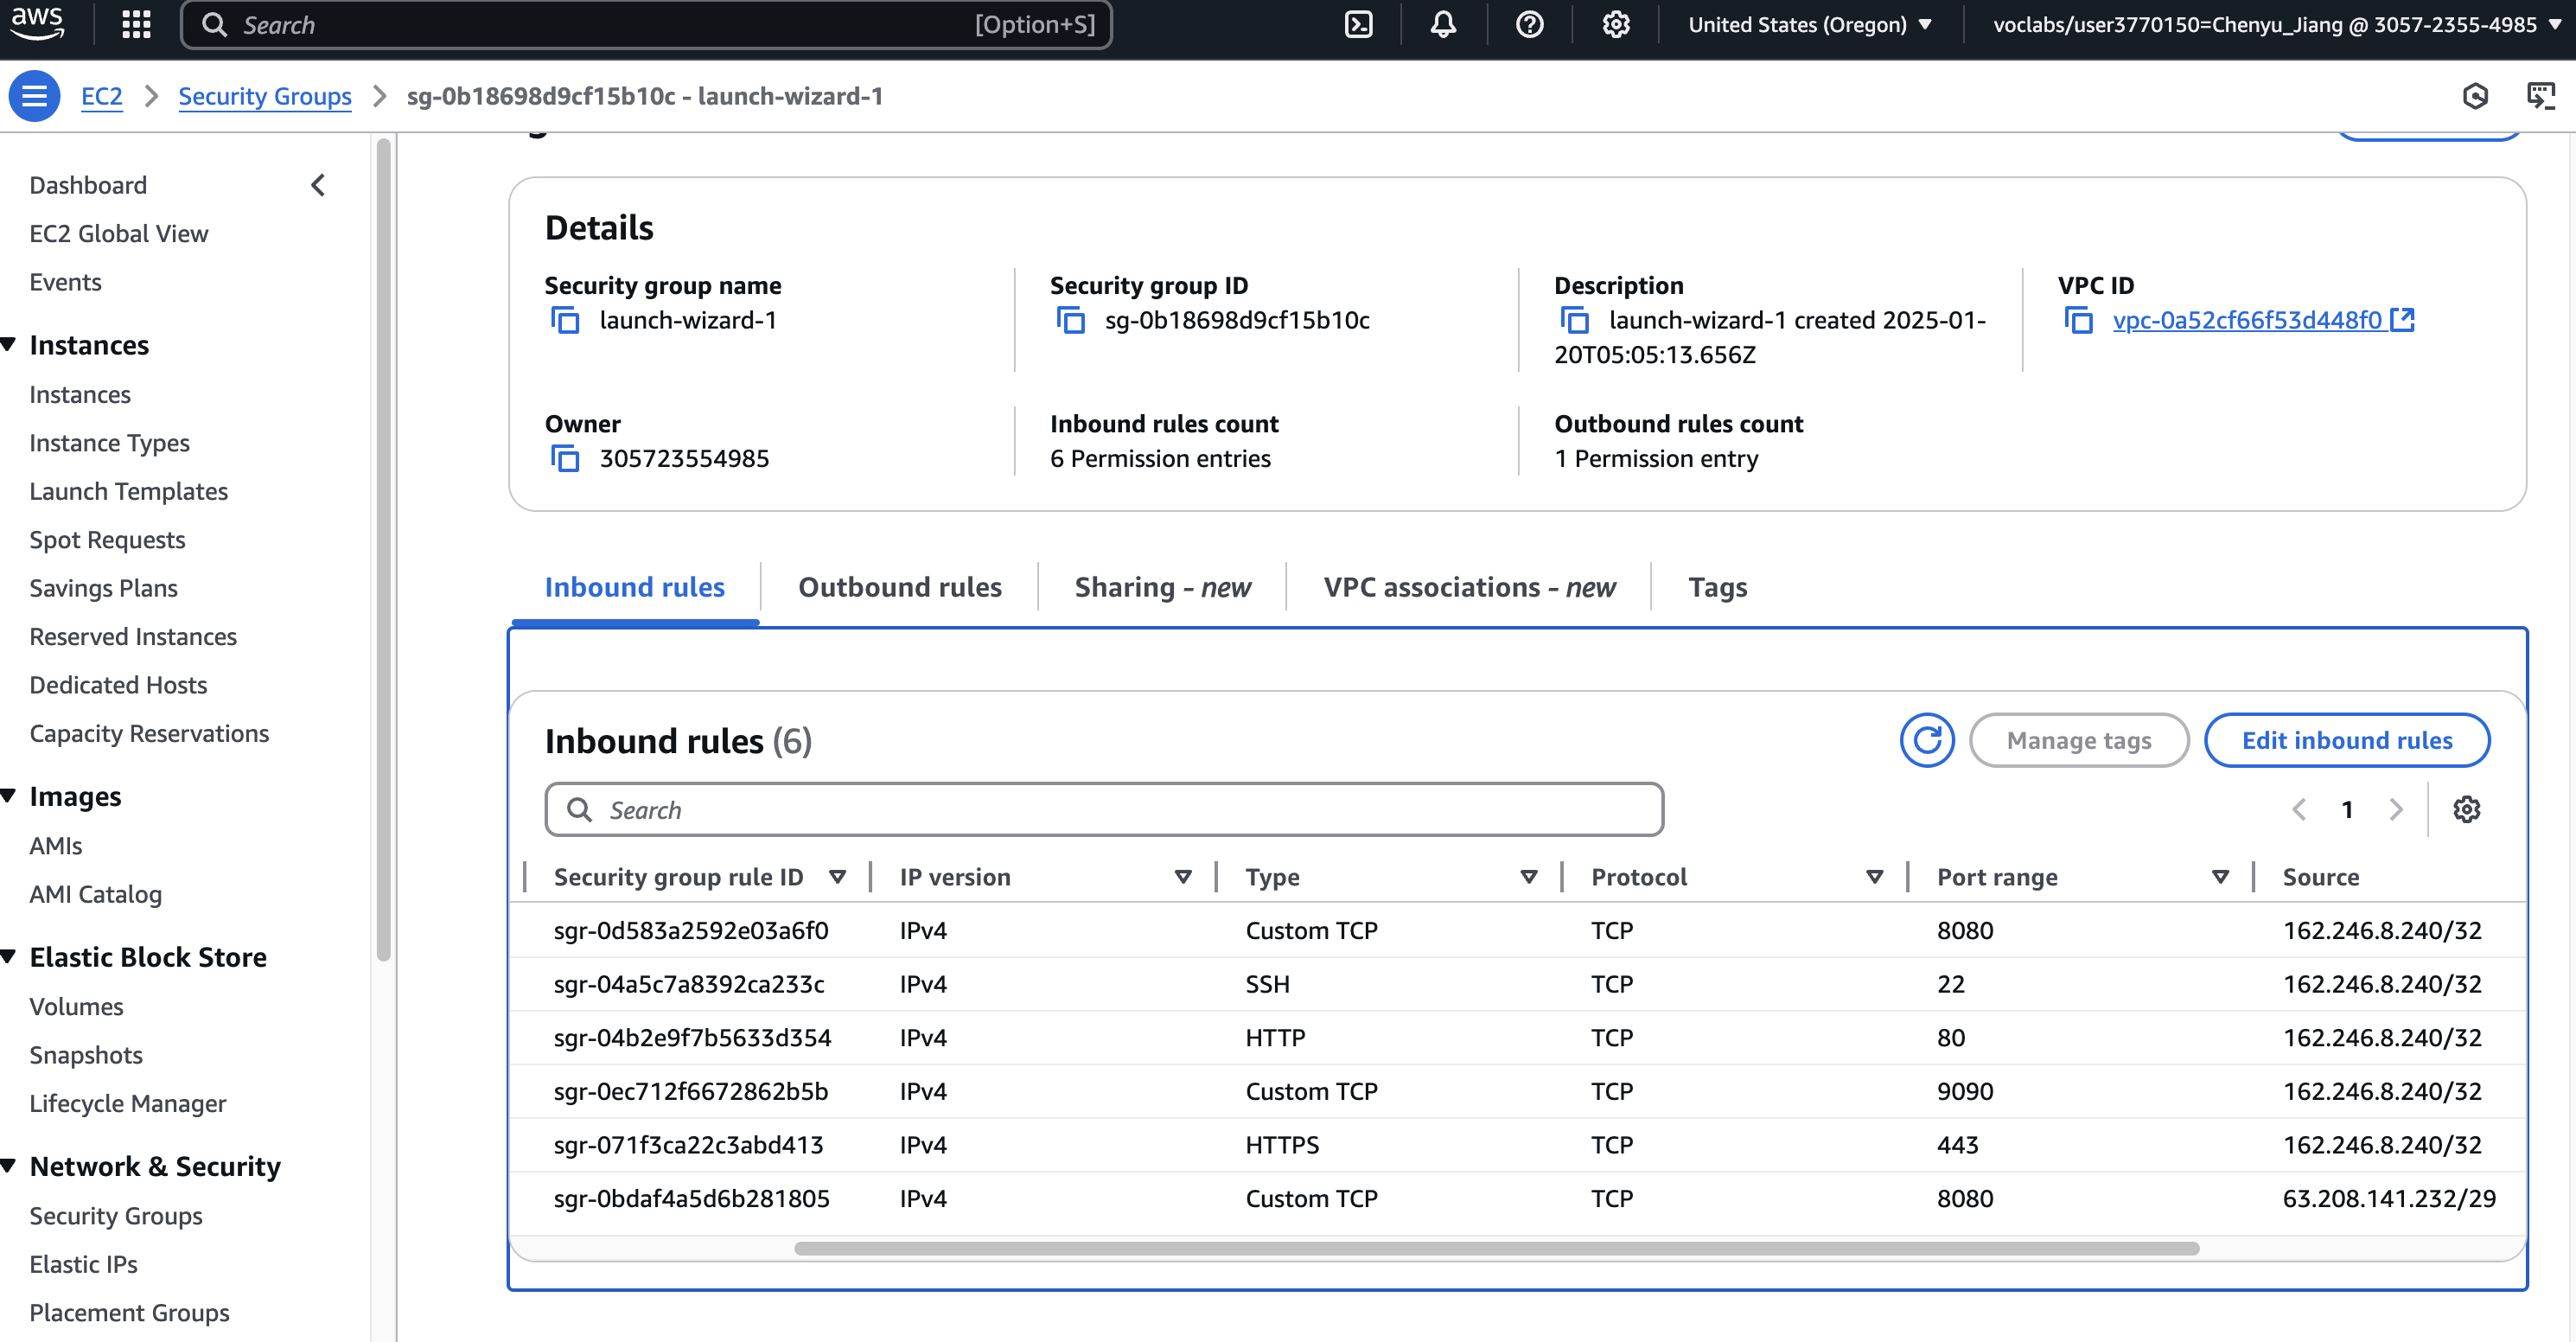 aws
Search
[Option+S]
United States (Oregon)
voclabs/user3770150=Chenyu_Jiang @ 3057-2355-4985
EC2
Security Groups
sg-0b18698d9cf15b10c - launch-wizard-1
Dashboard
EC2 Global View
Events
Instances
Instances
Instance Types
Launch Templates
Spot Requests
Savings Plans
Reserved Instances
Dedicated Hosts
Capacity Reservations
Images
AMIs
AMI Catalog
Elastic Block Store
Volumes
Snapshots
Lifecycle Manager
Network & Security
Security Groups
Elastic IPs
Placement Groups
Details
Security group name
launch-wizard-1
Security group ID
sg-0b18698d9cf15b10c
Description
launch-wizard-1 created 2025-01-
20T05:05:13.656Z
VPC ID
vpc-0a52cf66f53d448f0
Owner
305723554985
Inbound rules count
6 Permission entries
Outbound rules count
1 Permission entry
Inbound rules
Outbound rules
Sharing - new
VPC associations - new
Tags
Inbound rules (6)
Manage tags
Edit inbound rules
Search
1
Security group rule ID IP version Type Protocol Port range Source
sgr-0d583a2592e03a6f0 IPv4 Custom TCP TCP 8080 162.246.8.240/32
sgr-04a5c7a8392ca233c IPv4 SSH TCP 22 162.246.8.240/32
sgr-04b2e9f7b5633d354 IPv4 HTTP TCP 80 162.246.8.240/32
sgr-0ec712f6672862b5b IPv4 Custom TCP TCP 9090 162.246.8.240/32
sgr-071f3ca22c3abd413 IPv4 HTTPS TCP 443 162.246.8.240/32
sgr-0bdaf4a5d6b281805 IPv4 Custom TCP TCP 8080 63.208.141.232/29